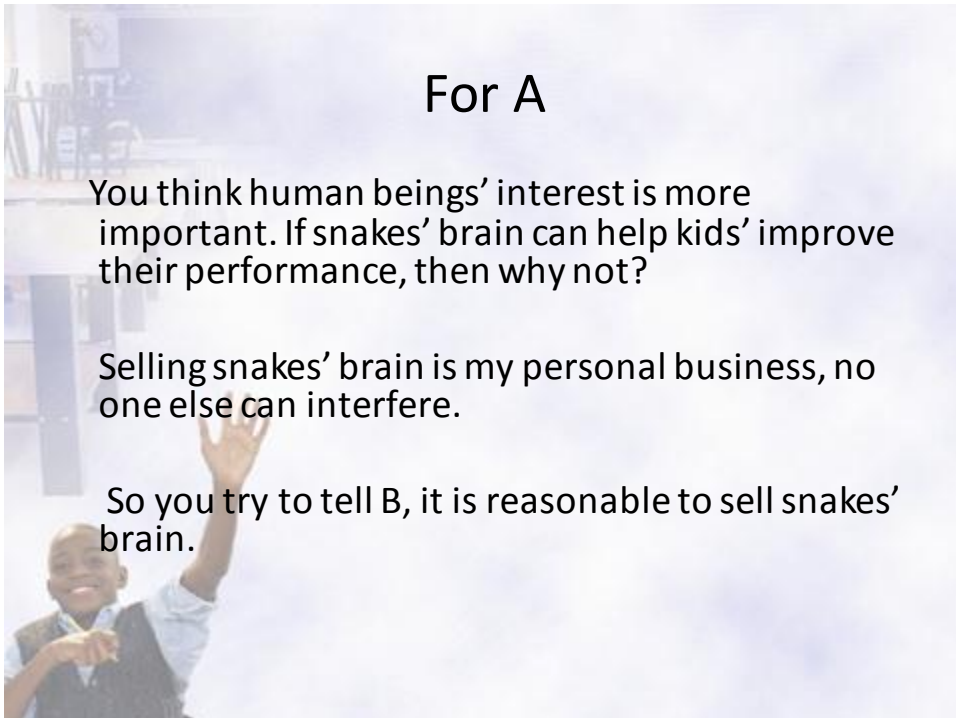 For A
You think human beings’ interest is more
important. If snakes’ brain can help kids’ improve
their performance, then why not?
Selling snakes’ brain is my personal business, no
one else can interfere.
So you try to tell B, it is reasonable to sell snakes’
brain.